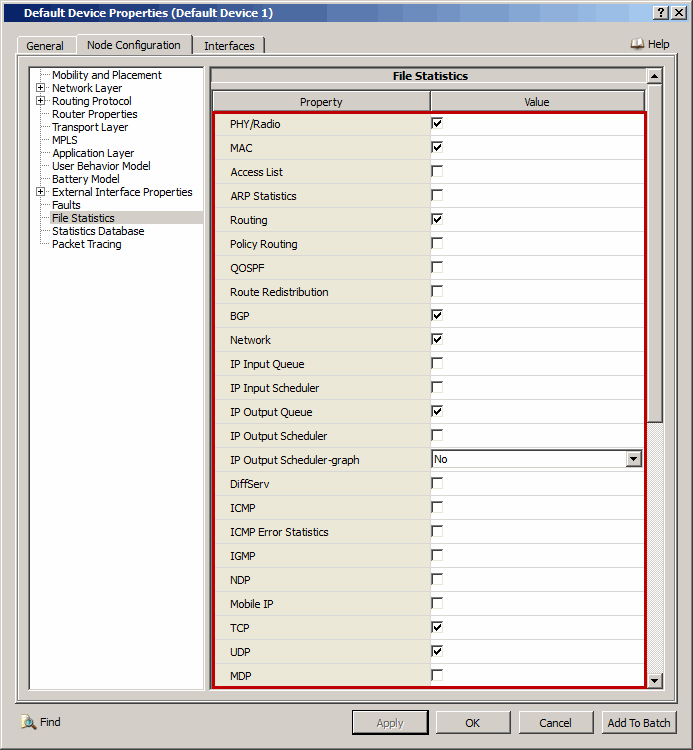 Default Device Properties (Default Device 1)
General Node Configuration Interfaces Help
Mobility and Placement
Network Layer
Routing Protocol
Router Properties
Transport Layer
MPLS
Application Layer
User Behavior Model
Battery Model
External Interface Properties
Faults
File Statistics
Statistics Database
Packet Tracing
File Statistics
Property Value
PHY/Radio
MAC
Access List
ARP Statistics
Routing
Policy Routing
QOSPF
Route Redistribution
BGP
Network
IP Input Queue
IP Input Scheduler
IP Output Queue
IP Output Scheduler
IP Output Scheduler-graph No
DiffServ
ICMP
ICMP Error Statistics
IGMP
NDP
Mobile IP
TCP
UDP
MDP
Find Apply OK Cancel Add To Batch